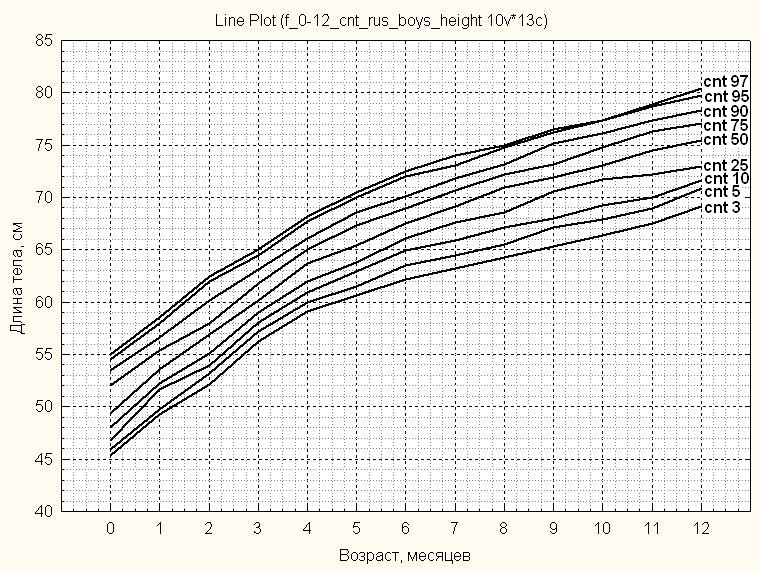 Line Plot (f_0-12_cnt_rus_boys_height 10v*13c)
85
80
75
70
65
60
55
50
45
40
Длина тела, см
cnt 97
cnt 95
cnt 90
cnt 75
cnt 50
cnt 25
cnt 10
cnt 5
cnt 3
0 1 2 3 4 5 6 7 8 9 10 11 12
Возраст, месяцев